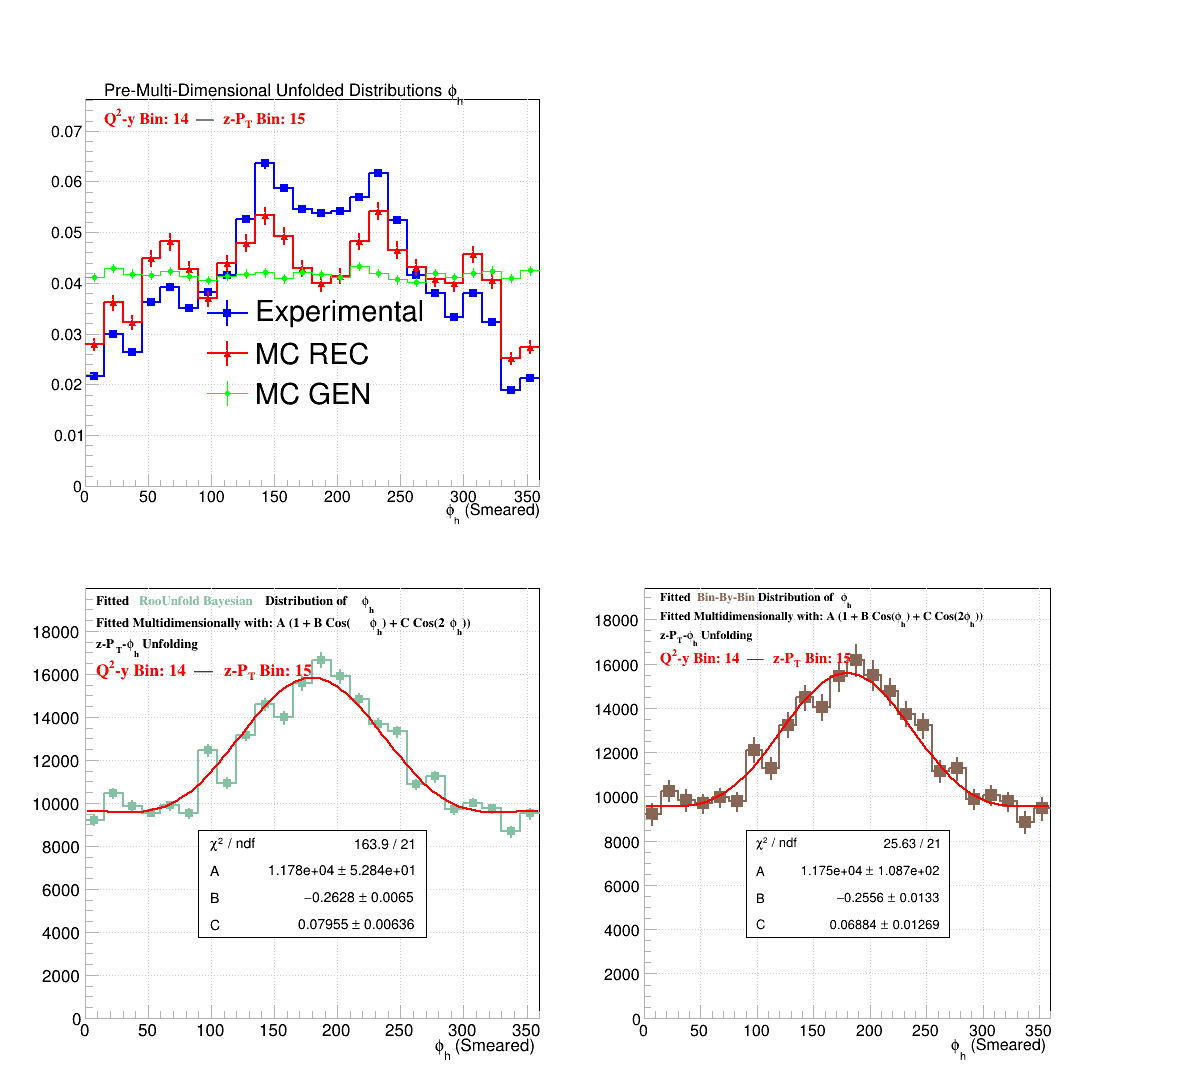 Pre-Multi-Dimensional Unfolded Distributions ϕh
Q²-y Bin: 14 — z-PT Bin: 15
0.07
0.06
0.05
0.04
0.03
0.02
0.01
0
Experimental
MC REC
MC GEN
0 50 100 150 200 250 300 350
ϕh (Smeared)
Fitted RooUnfold Bayesian Distribution of ϕh
Fitted Multidimensionally with: A (1 + B Cos( ϕh) + C Cos(2 ϕh))
z-PT-ϕh Unfolding
Q²-y Bin: 14 — z-PT Bin: 15
18000
16000
14000
12000
10000
8000
6000
4000
2000
0
χ² / ndf 163.9 / 21
A 1.178e+04 ± 5.284e+01
B −0.2628 ± 0.0065
C 0.07955 ± 0.00636
0 50 100 150 200 250 300 350
ϕh (Smeared)
Fitted Bin-By-Bin Distribution of ϕh
Fitted Multidimensionally with: A (1 + B Cos(ϕh) + C Cos(2ϕh))
z-PT-ϕh Unfolding
Q²-y Bin: 14 — z-PT Bin: 15
18000
16000
14000
12000
10000
8000
6000
4000
2000
0
χ² / ndf 25.63 / 21
A 1.175e+04 ± 1.087e+02
B −0.2556 ± 0.0133
C 0.06884 ± 0.01269
0 50 100 150 200 250 300 350
ϕh (Smeared)